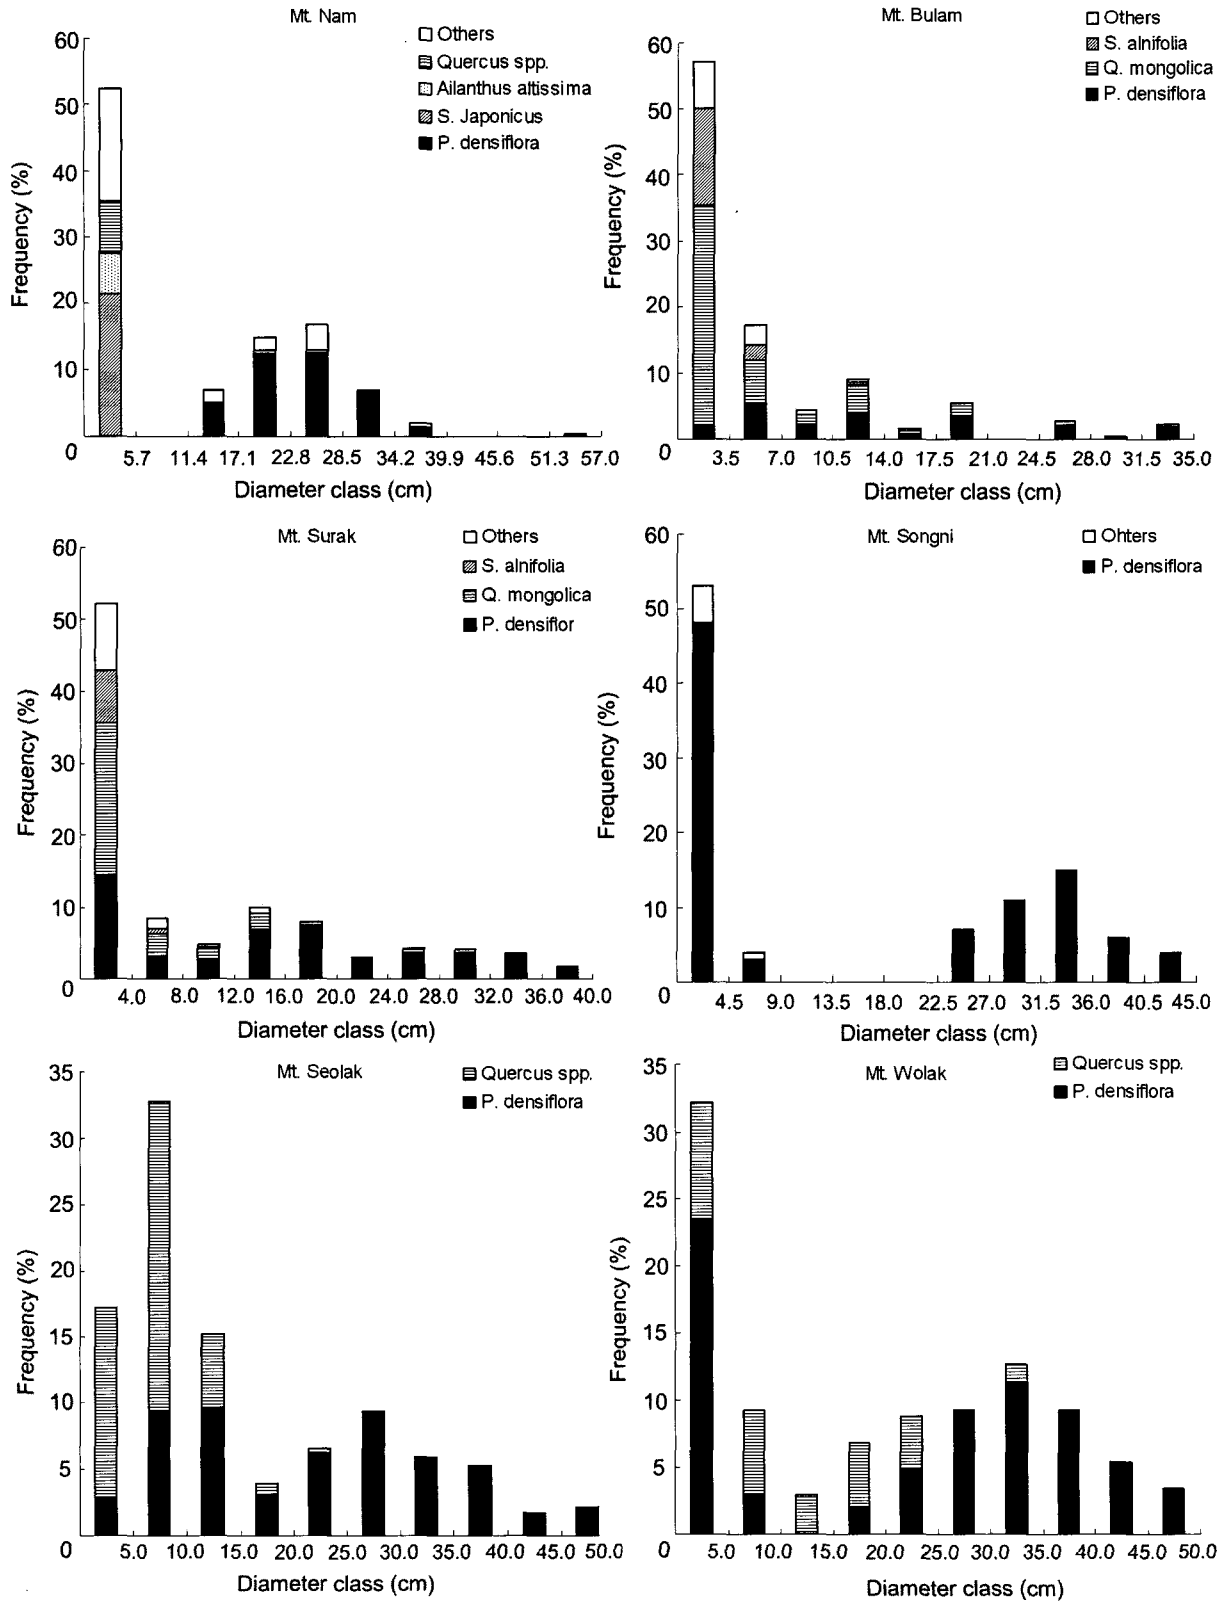 Mt. Nam
Others
Quercus spp.
Ailanthus altissima
S. Japonicus
P. densiflora
Frequency (%)
60
50
40
30
20
10
0
5.7 11.4 17.1 22.8 28.5 34.2 39.9 45.6 51.3 57.0
Diameter class (cm)
Mt. Bulam
Others
S. alnifolia
Q. mongolica
P. densiflora
Frequency (%)
60
50
40
30
20
10
0
3.5 7.0 10.5 14.0 17.5 21.0 24.5 28.0 31.5 35.0
Diameter class (cm)
Mt. Surak
Others
S. alnifolia
Q. mongolica
P. densiflor
Frequency (%)
60
50
40
30
20
10
0
4.0 8.0 12.0 16.0 20.0 24.0 28.0 32.0 36.0 40.0
Diameter class (cm)
Mt. Songni
Ohters
P. densiflora
Frequency (%)
60
50
40
30
20
10
0
4.5 9.0 13.5 18.0 22.5 27.0 31.5 36.0 40.5 45.0
Diameter class (cm)
Mt. Seolak
Quercus spp.
P. densiflora
Frequency (%)
35
30
25
20
15
10
5
0
5.0 10.0 15.0 20.0 25.0 30.0 35.0 40.0 45.0 50.0
Diameter class (cm)
Mt. Wolak
Quercus spp.
P. densiflora
Frequency (%)
35
30
25
20
15
10
5
0
5.0 10.0 15.0 20.0 25.0 30.0 35.0 40.0 45.0 50.0
Diameter class (cm)